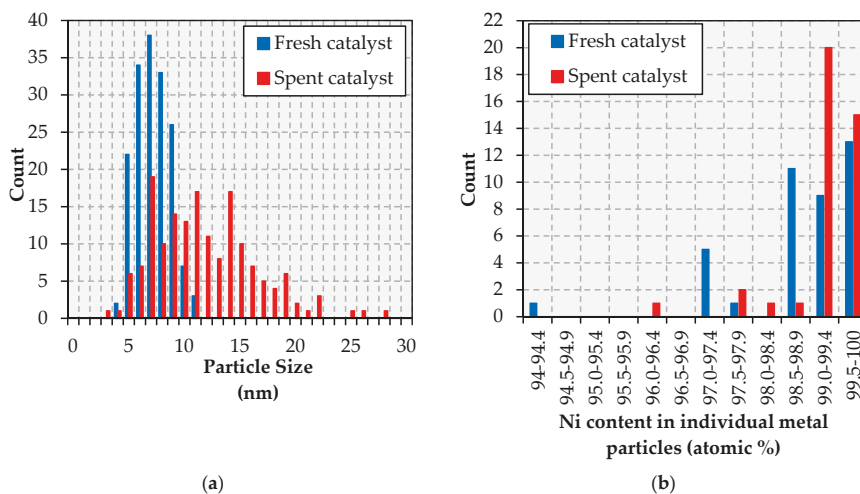 40
35
30
25
20
15
10
5
0
Count
Fresh catalyst
Spent catalyst
0 5 10 15 20 25 30
Particle Size
(nm)
(a)
22
20
18
16
14
12
10
8
6
4
2
0
Count
Fresh catalyst
Spent catalyst
94-94.4
94.5-94.9
95.0-95.4
95.5-95.9
96.0-96.4
96.5-96.9
97.0-97.4
97.5-97.9
98.0-98.4
98.5-98.9
99.0-99.4
99.5-100
Ni content in individual metal
particles (atomic %)
(b)